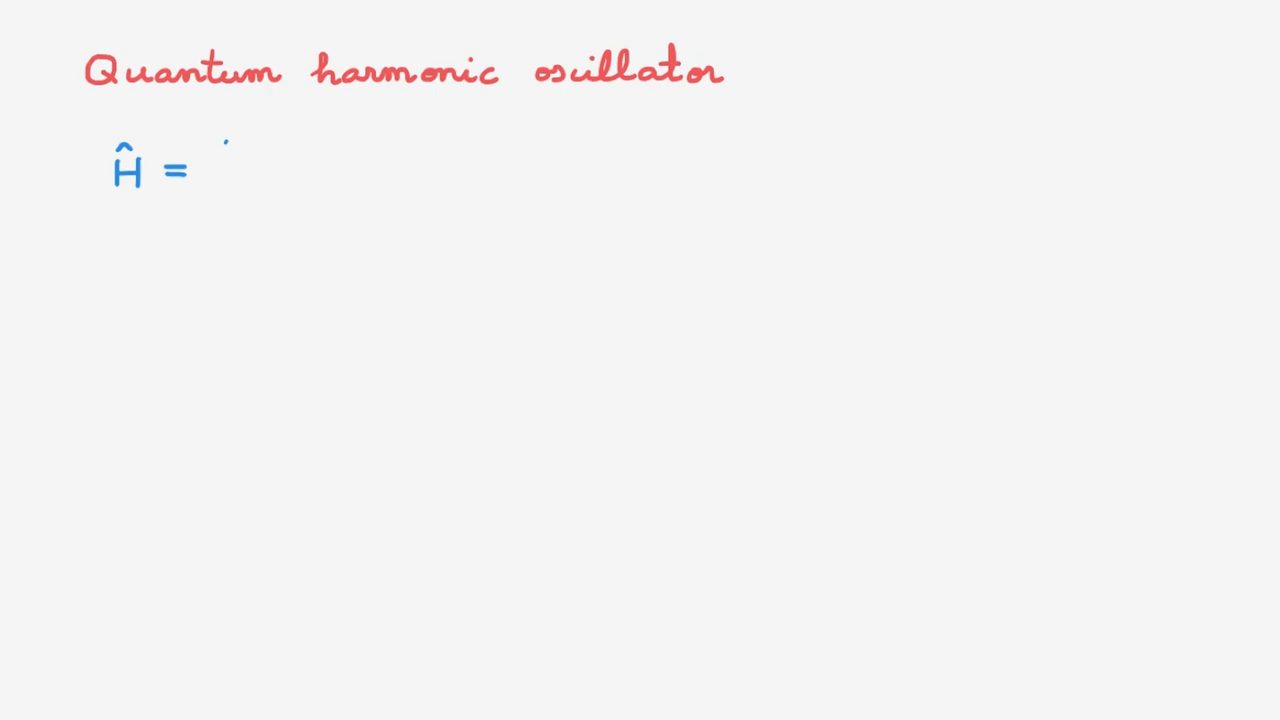 Quantum harmonic oscillator
Ĥ =